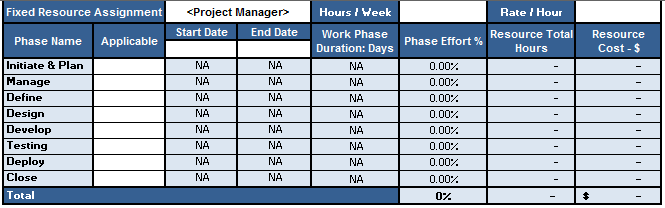 Fixed Resource Assignment <Project Manager> Hours / Week Rate / Hour
Phase Name Applicable Start Date End Date Work Phase Duration: Days Phase Effort % Resource Total Hours Resource Cost - $
Initiate & Plan NA NA NA 0.00% - -
Manage NA NA NA 0.00% - -
Define NA NA NA 0.00% - -
Design NA NA NA 0.00% - -
Develop NA NA NA 0.00% - -
Testing NA NA NA 0.00% - -
Deploy NA NA NA 0.00% - -
Close NA NA NA 0.00% - -
Total 0% - $ -